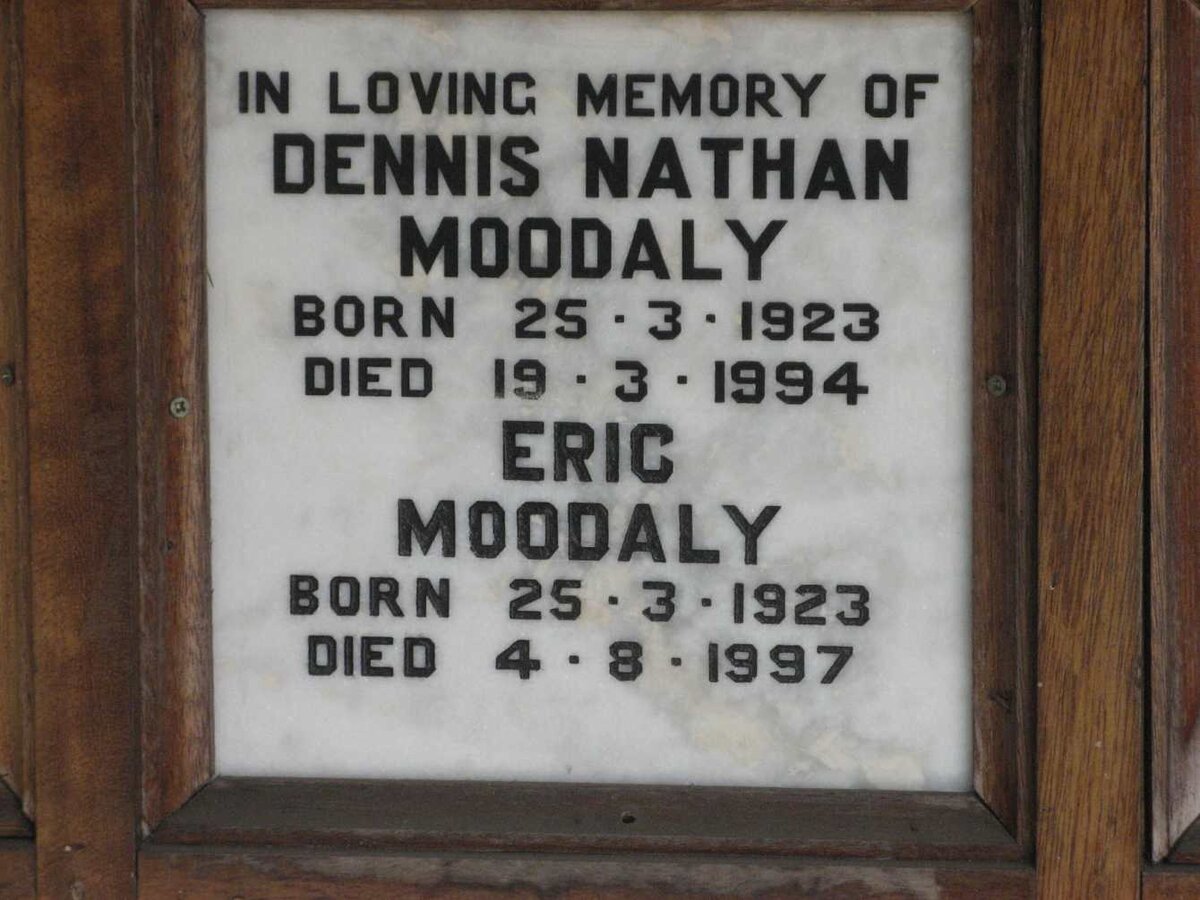 IN LOVING MEMORY OF
DENNIS NATHAN
MOODALY
BORN 25·3·1923
DIED 19·3·1994
ERIC
MOODALY
BORN 25·3·1923
DIED 4·8·1997